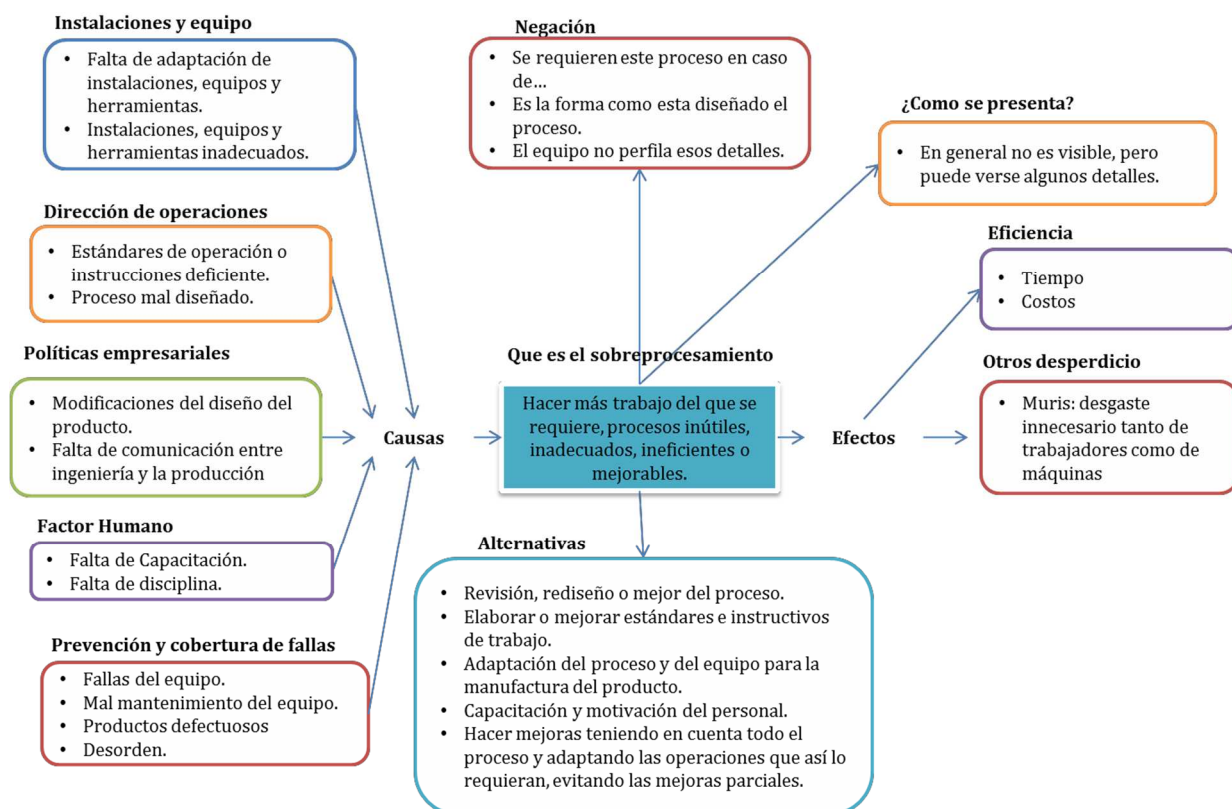 Instalaciones y equipo
• Falta de adaptación de
instalaciones, equipos y
herramientas.
• Instalaciones, equipos y
herramientas inadecuados.
Dirección de operaciones
• Estándares de operación o
instrucciones deficiente.
• Proceso mal diseñado.
Políticas empresariales
• Modificaciones del diseño del
producto.
• Falta de comunicación entre
ingeniería y la producción
Factor Humano
• Falta de Capacitación.
• Falta de disciplina.
Prevención y cobertura de fallas
• Fallas del equipo.
• Mal mantenimiento del equipo.
• Productos defectuosos
• Desorden.
Causas
Negación
• Se requieren este proceso en caso
de…
• Es la forma como esta diseñado el
proceso.
• El equipo no perfila esos detalles.
Que es el sobreprocesamiento
Hacer más trabajo del que se
requiere, procesos inútiles,
inadecuados, ineficientes o
mejorables.
Alternativas
• Revisión, rediseño o mejor del proceso.
• Elaborar o mejorar estándares e instructivos
de trabajo.
• Adaptación del proceso y del equipo para la
manufactura del producto.
• Capacitación y motivación del personal.
• Hacer mejoras teniendo en cuenta todo el
proceso y adaptando las operaciones que así lo
requieran, evitando las mejoras parciales.
¿Como se presenta?
• En general no es visible, pero
puede verse algunos detalles.
Efectos
Eficiencia
• Tiempo
• Costos
Otros desperdicio
• Muris: desgaste
innecesario tanto de
trabajadores como de
máquinas